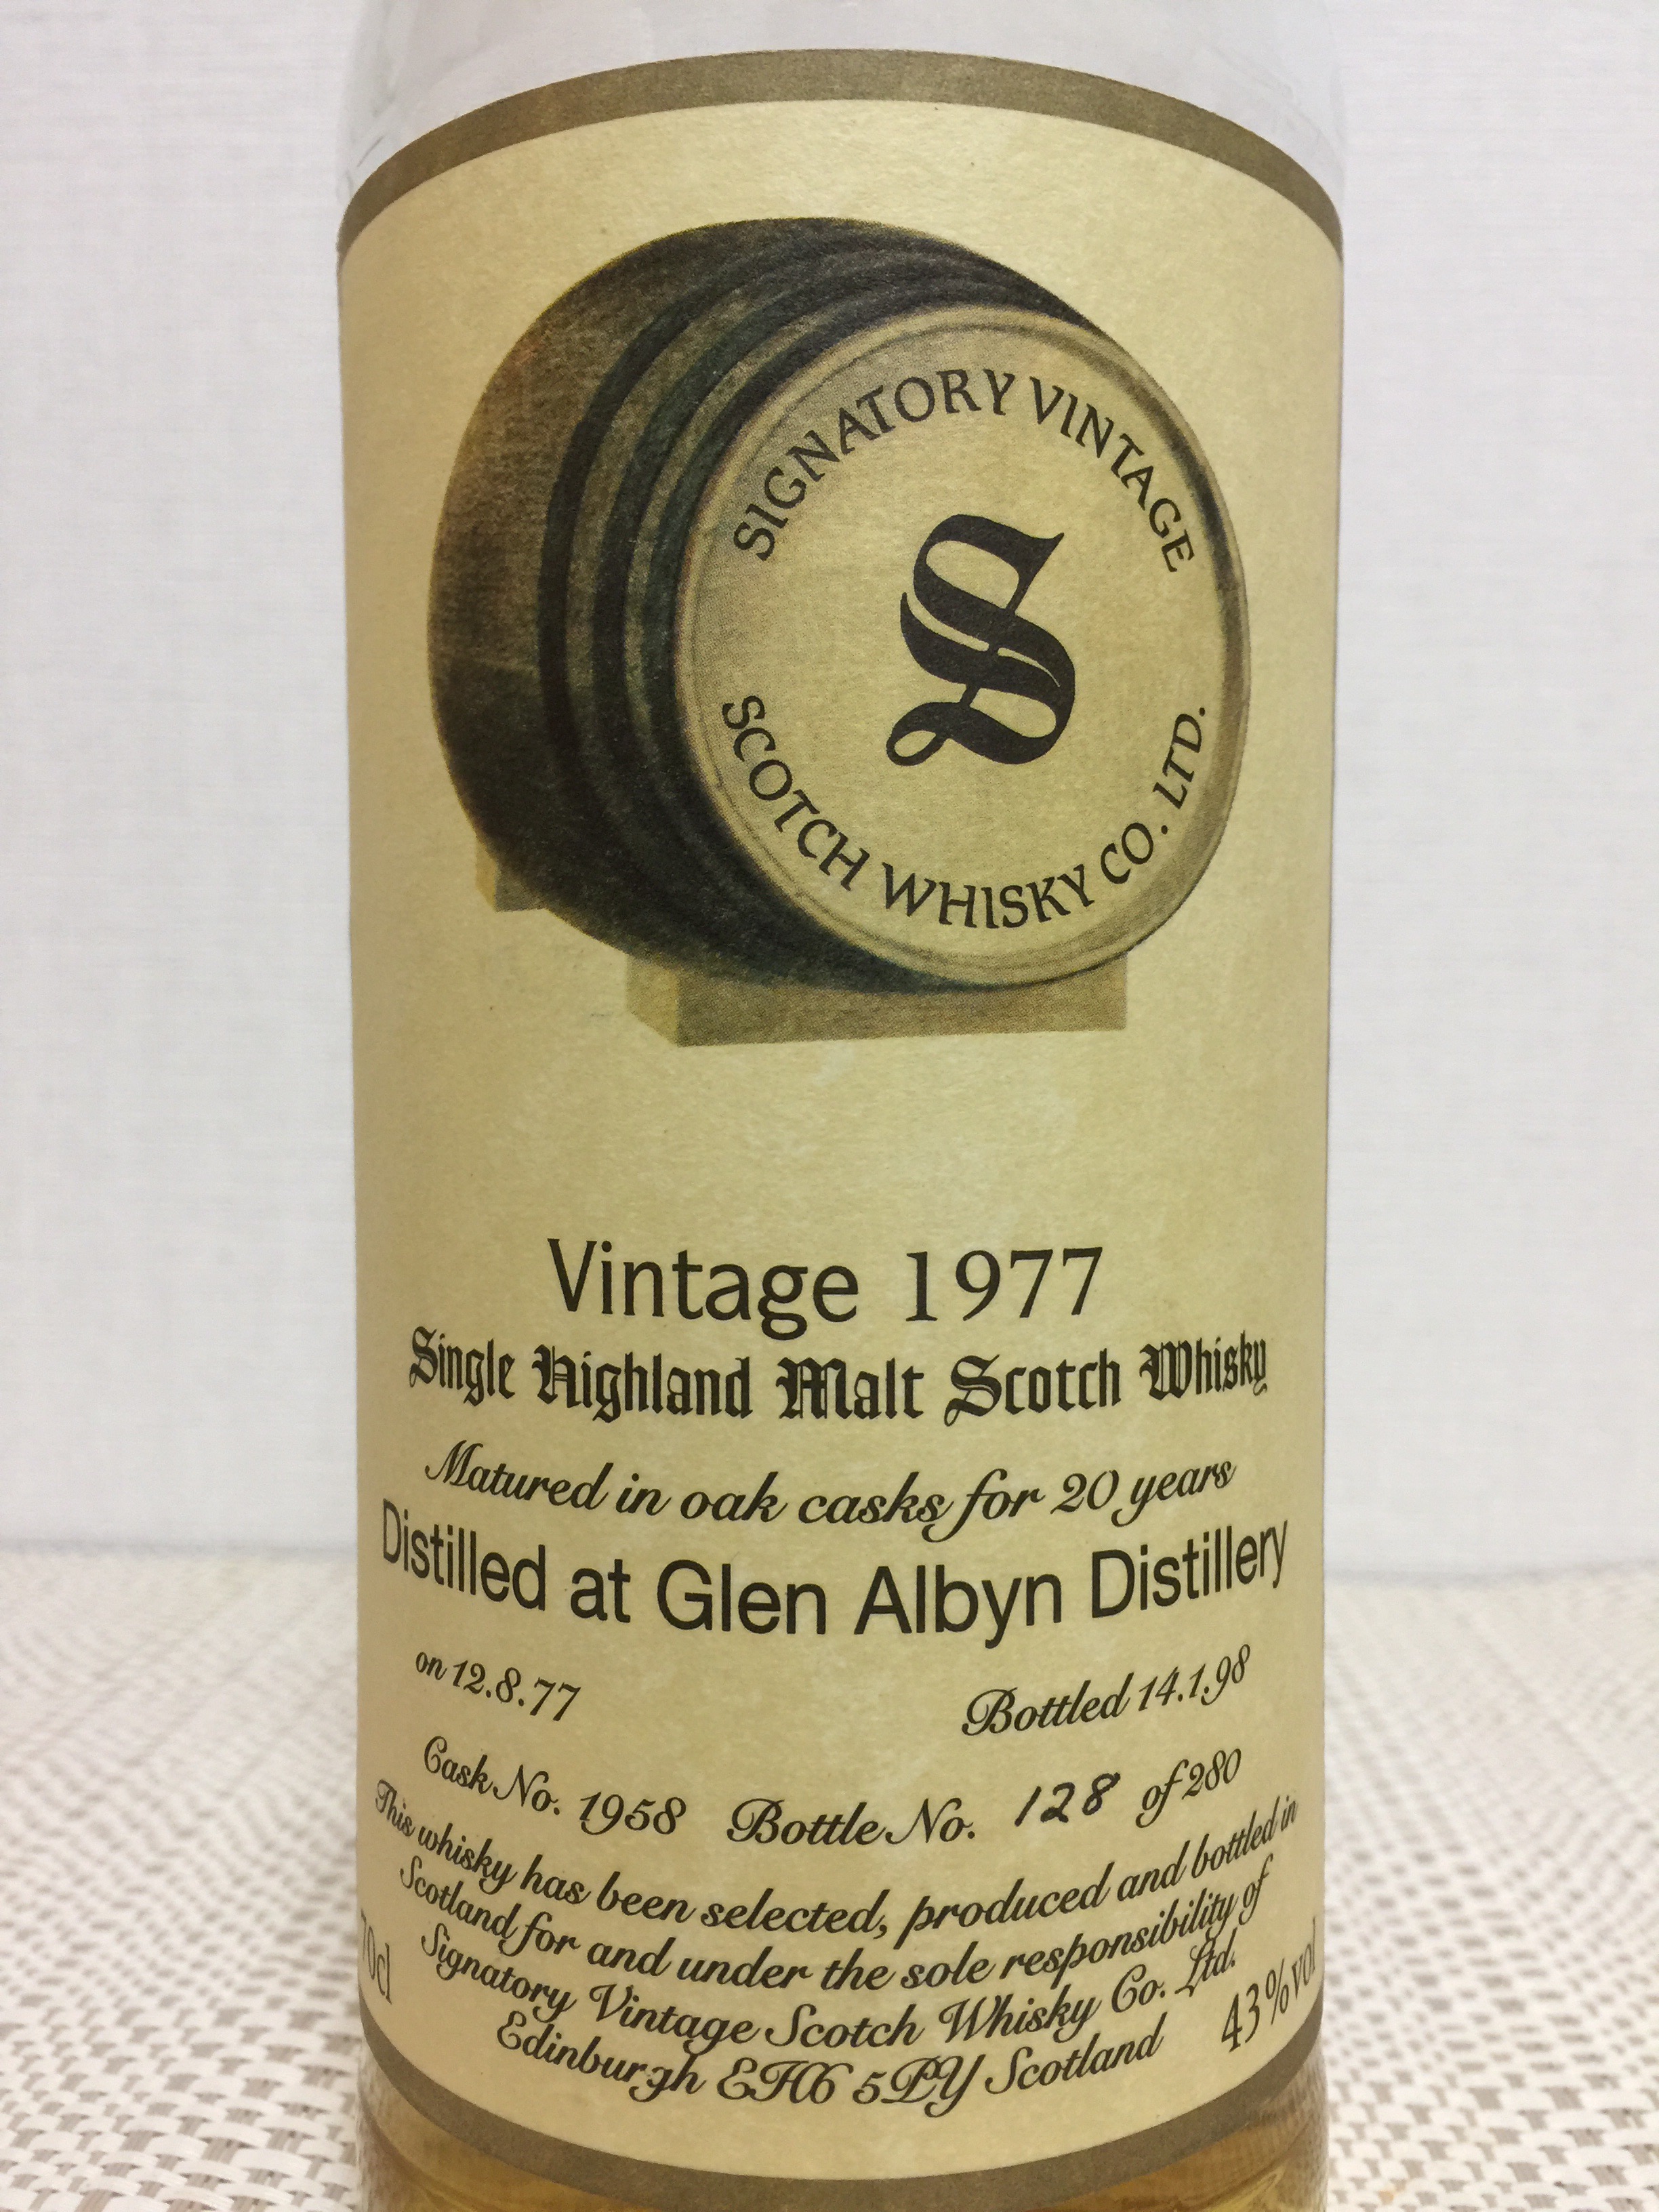 SIGNATORY VINTAGE
S
SCOTCH WHISKY CO. LTD.
Vintage 1977
Single Highland Malt Scotch Whisky
Matured in oak casks for 20 years
Distilled at Glen Albyn Distillery
on 12.8.77 Bottled 14.1.98
Cask No. 1958 Bottle No. 128 of 280
This whisky has been selected, produced and bottled in
Scotland for and under the sole responsibility of
Signatory Vintage Scotch Whisky Co. Ltd.
Edinburgh EH6 5PY Scotland
70cl 43%vol